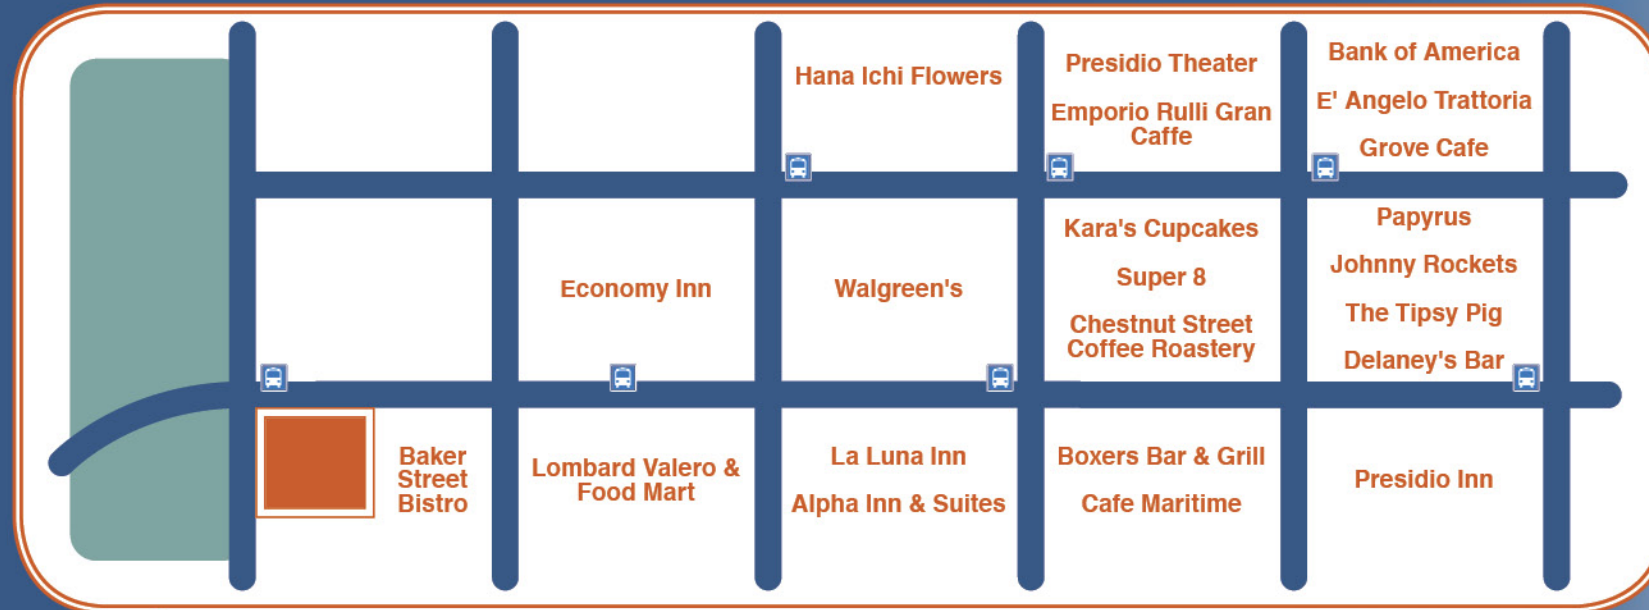 Hana Ichi Flowers
Presidio Theater
Emporio Rulli Gran
Caffe
Bank of America
E' Angelo Trattoria
Grove Cafe
Economy Inn
Walgreen's
Kara's Cupcakes
Super 8
Chestnut Street
Coffee Roastery
Papyrus
Johnny Rockets
The Tipsy Pig
Delaney's Bar
Baker
Street
Bistro
Lombard Valero &
Food Mart
La Luna Inn
Alpha Inn & Suites
Boxers Bar & Grill
Cafe Maritime
Presidio Inn